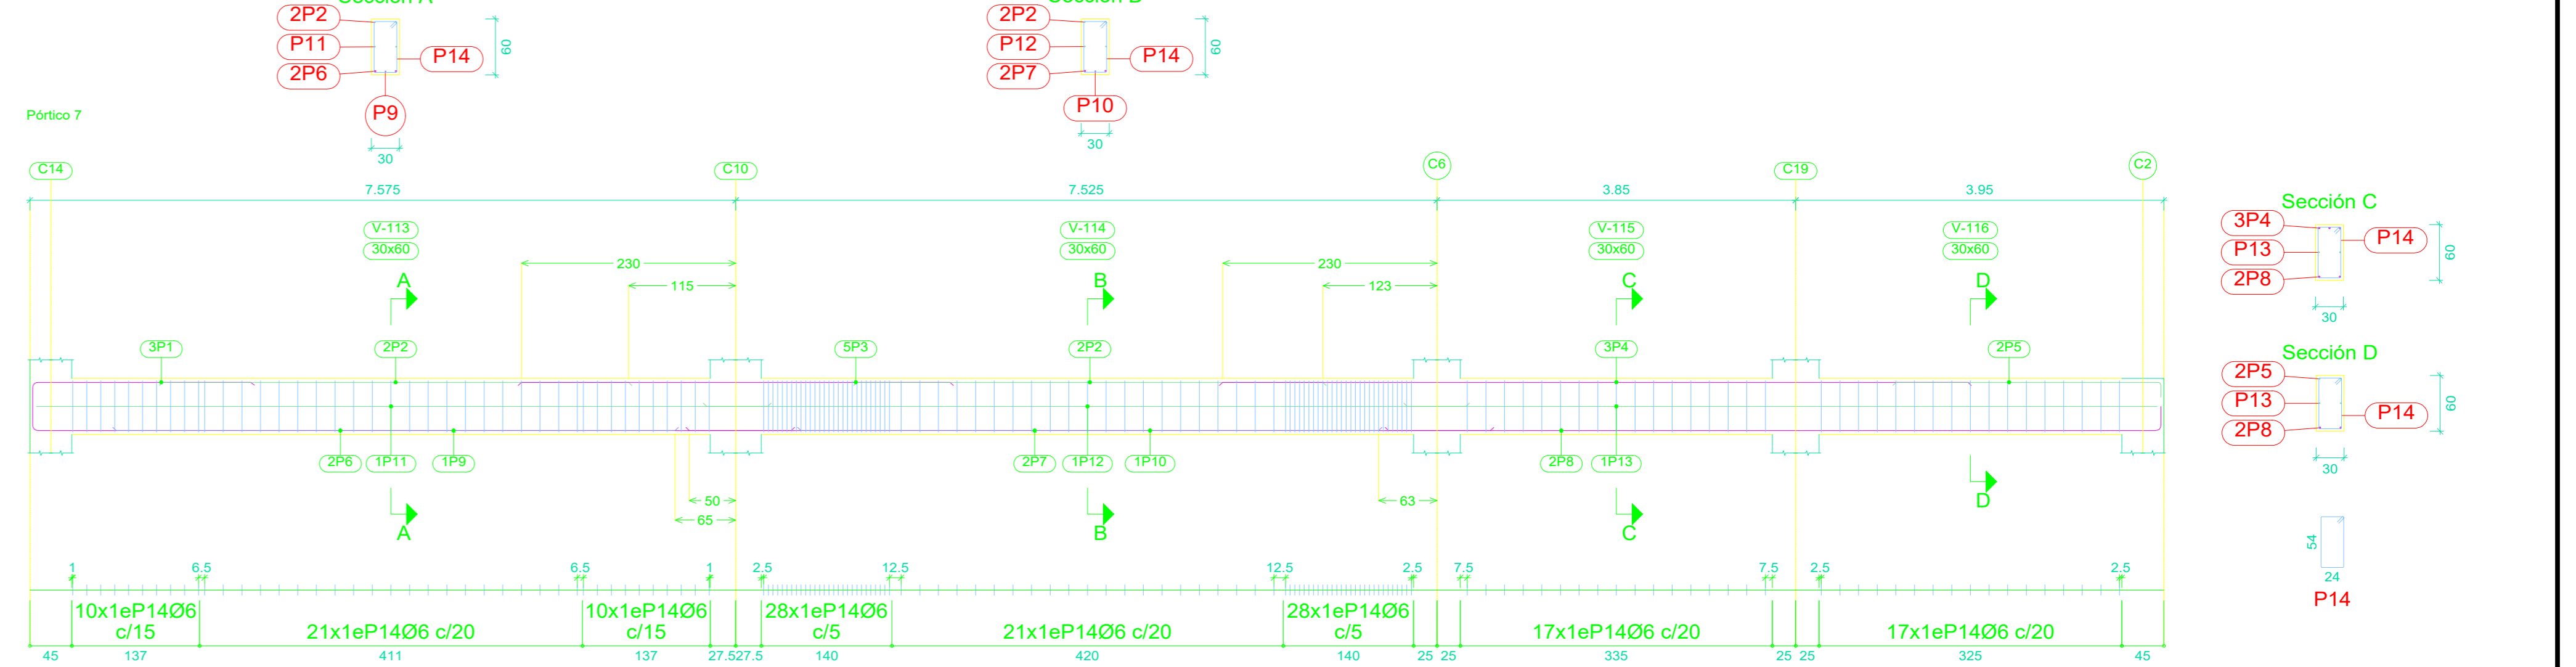 Sección A
2P2
P11
2P6
P14
P9
60
30
Sección B
2P2
P12
2P7
P14
P10
60
30
Pórtico 7
C14
C10
C6
C19
C2
7.575
7.525
3.85
3.95
V-113
30x60
V-114
30x60
V-115
30x60
V-116
30x60
230
115
230
123
A
B
C
D
3P1
2P2
5P3
2P2
3P4
2P5
2P6
1P11
1P9
2P7
1P12
1P10
2P8
1P13
50
65
63
A
B
C
D
1
6.5
6.5
1
2.5
12.5
12.5
2.5
7.5
7.5
2.5
2.5
10x1eP14Ø6
c/15
21x1eP14Ø6 c/20
10x1eP14Ø6
c/15
28x1eP14Ø6
c/5
21x1eP14Ø6 c/20
28x1eP14Ø6
c/5
17x1eP14Ø6 c/20
17x1eP14Ø6 c/20
45
137
411
137
27.5
27.5
140
420
140
25
25
335
25
25
325
45
Sección C
3P4
P13
2P8
P14
60
30
Sección D
2P5
P13
2P8
P14
60
30
54
24
P14